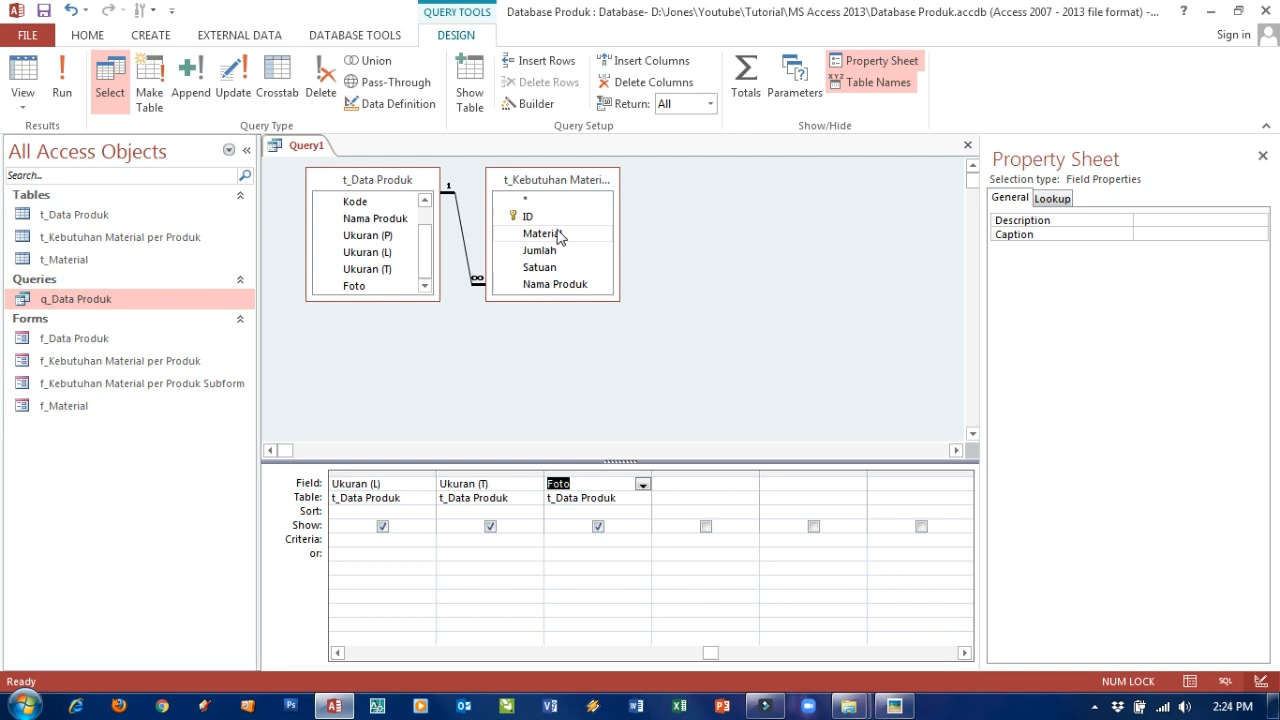 QUERY TOOLS
Database Produk : Database- D:\Jones\Youtube\Tutorial\MS Access 2013\Database Produk.accdb (Access 2007 - 2013 file format) -...
FILE HOME CREATE EXTERNAL DATA DATABASE TOOLS DESIGN Sign in
View
Run
Select
Make Table
Append
Update
Crosstab
Delete
Union
Pass-Through
Data Definition
Show Table
Insert Rows
Delete Rows
Builder
Insert Columns
Delete Columns
Return: All
Totals
Parameters
Property Sheet
Table Names
Results
Query Type
Query Setup
Show/Hide
All Access Objects
Search...
Tables
t_Data Produk
t_Kebutuhan Material per Produk
t_Material
Queries
q_Data Produk
Forms
f_Data Produk
f_Kebutuhan Material per Produk
f_Kebutuhan Material per Produk Subform
f_Material
Query1
t_Data Produk
Kode
Nama Produk
Ukuran (P)
Ukuran (L)
Ukuran (T)
Foto
1
∞
t_Kebutuhan Materi...
*
ID
Material
Jumlah
Satuan
Nama Produk
Field: Ukuran (L) Ukuran (T) Foto
Table: t_Data Produk t_Data Produk t_Data Produk
Sort:
Show:
Criteria:
or:
Property Sheet
Selection type: Field Properties
General Lookup
Description
Caption
Ready
NUM LOCK
SQL
2:24 PM